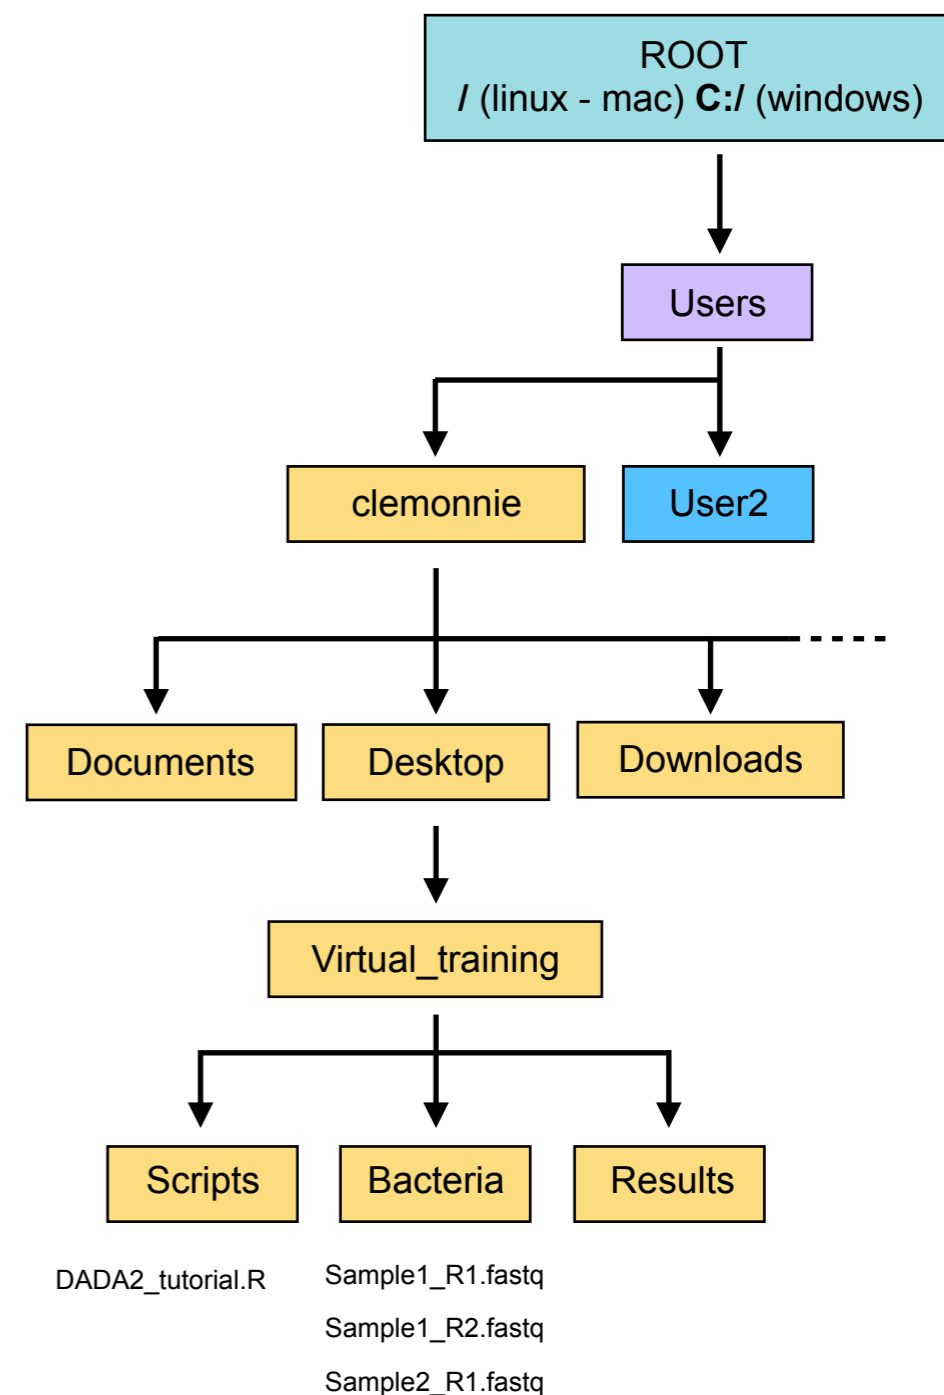 ROOT
/ (linux - mac) C:/ (windows)
Users
clemonnie
User2
Documents
Desktop
Downloads
Virtual_training
Scripts
Bacteria
Results
DADA2_tutorial.R
Sample1_R1.fastq
Sample1_R2.fastq
Sample2_R1.fastq